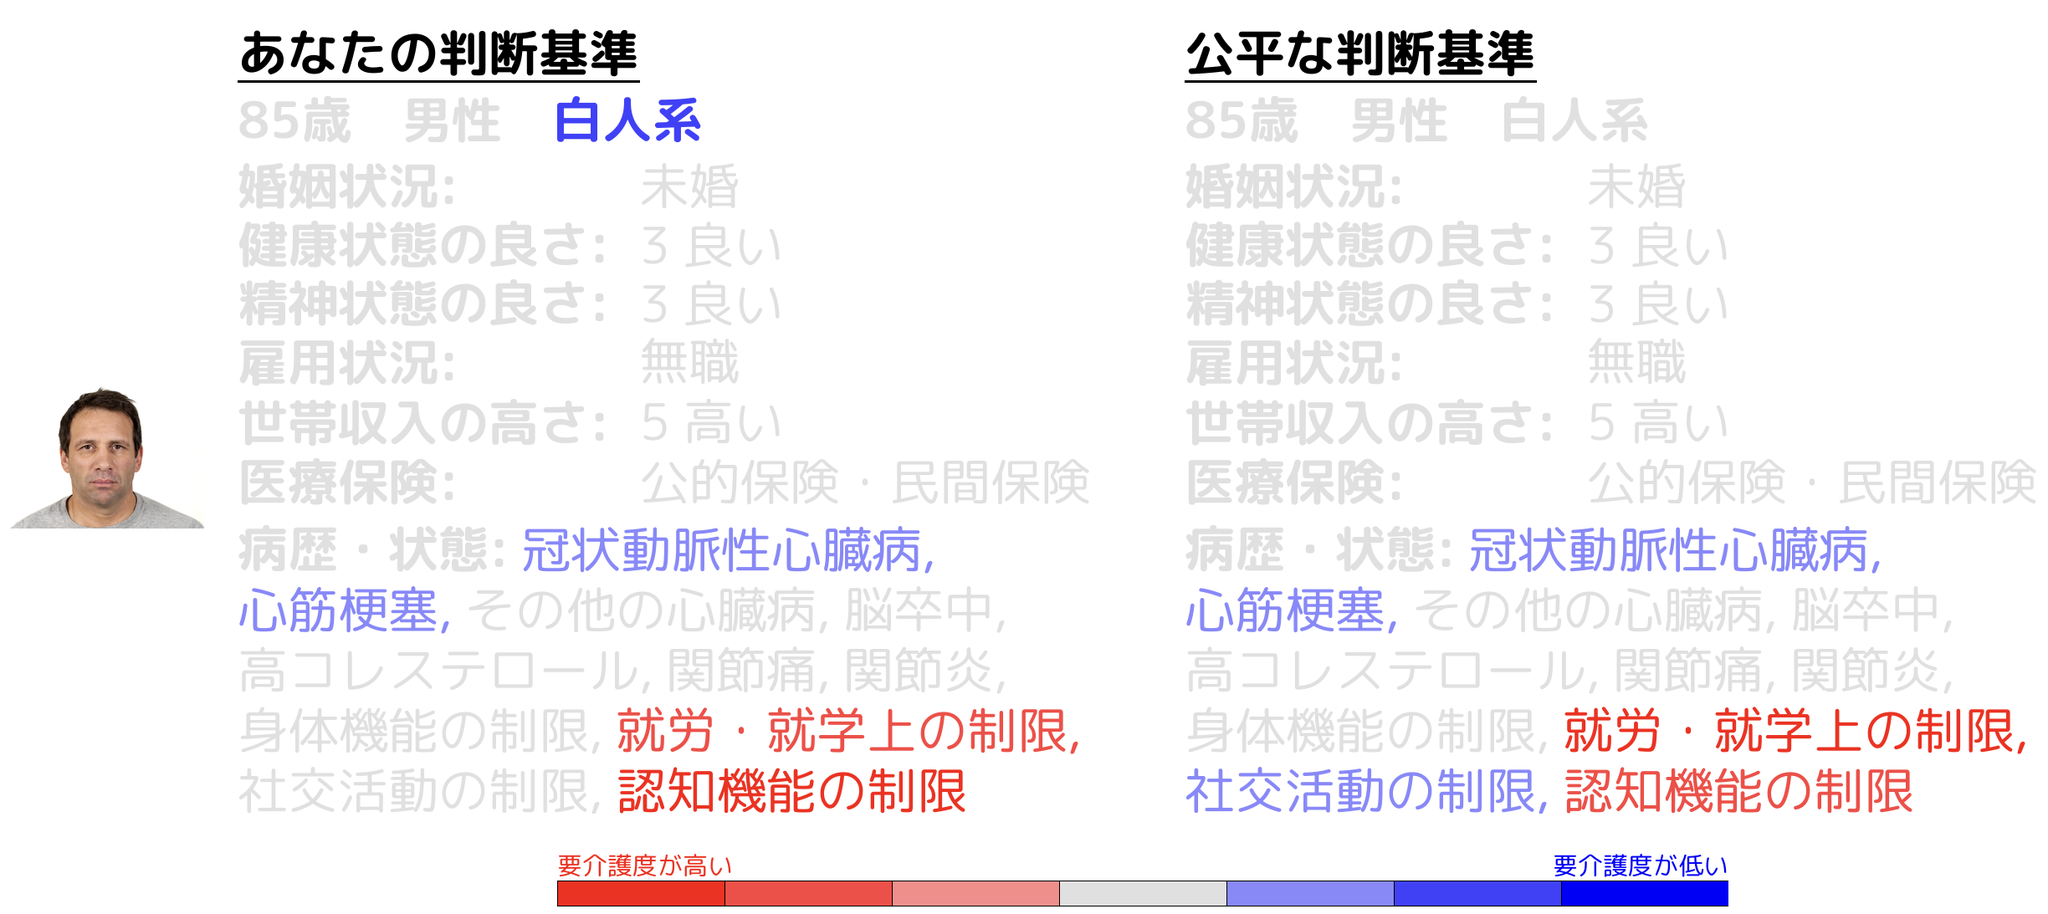 あなたの判断基準
85歳 男性 白人系
婚姻状況: 未婚
健康状態の良さ: 3 良い
精神状態の良さ: 3 良い
雇用状況: 無職
世帯収入の高さ: 5 高い
医療保険: 公的保険・民間保険
病歴・状態: 冠状動脈性心臓病,
心筋梗塞, その他の心臓病, 脳卒中,
高コレステロール, 関節痛, 関節炎,
身体機能の制限, 就労・就学上の制限,
社交活動の制限, 認知機能の制限
公平な判断基準
85歳 男性 白人系
婚姻状況: 未婚
健康状態の良さ: 3 良い
精神状態の良さ: 3 良い
雇用状況: 無職
世帯収入の高さ: 5 高い
医療保険: 公的保険・民間保険
病歴・状態: 冠状動脈性心臓病,
心筋梗塞, その他の心臓病, 脳卒中,
高コレステロール, 関節痛, 関節炎,
身体機能の制限, 就労・就学上の制限,
社交活動の制限, 認知機能の制限
要介護度が高い
要介護度が低い